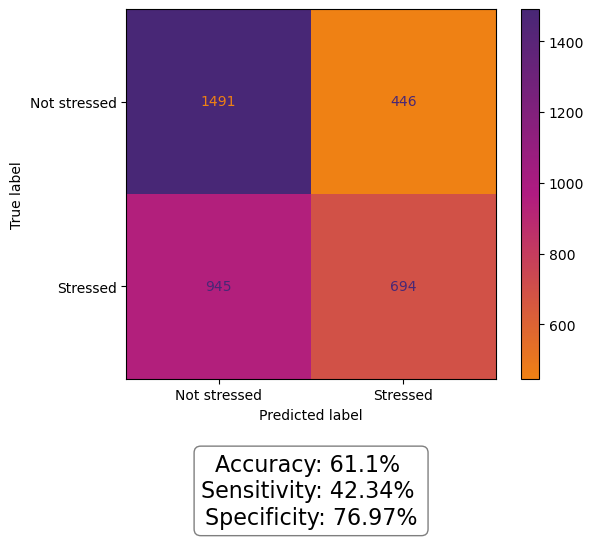 1400
1491
446
Not stressed
1200
True label
1000
800
945
694
Stressed
600
Not stressed
Stressed
Predicted label
Accuracy: 61.1%
Sensitivity: 42.34%
Specificity: 76.97%